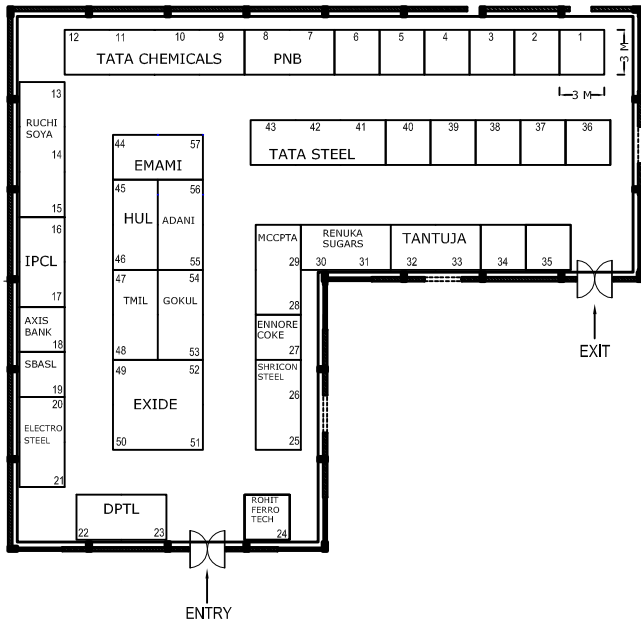 12 11 10 9 8 7 6 5 4 3 2 1
TATA CHEMICALS PNB
3 M
3 M
13
RUCHI
SOYA
14
15
43 42 41 40 39 38 37 36
TATA STEEL
44 57
EMAMI
45 56
HUL ADANI
46 55
47 54
TMIL GOKUL
48 53
49 52
EXIDE
50 51
16
IPCL
17
AXIS
BANK
18
SBASL
19
20
ELECTRO
STEEL
21
MCCPTA
29
28
RENUKA
SUGARS
30 31
TANTUJA
32 33 34 35
ENNORE
COKE
27
SHRICON
STEEL
26
25
EXIT
DPTL
22 23
ROHIT
FERRO
TECH
24
ENTRY